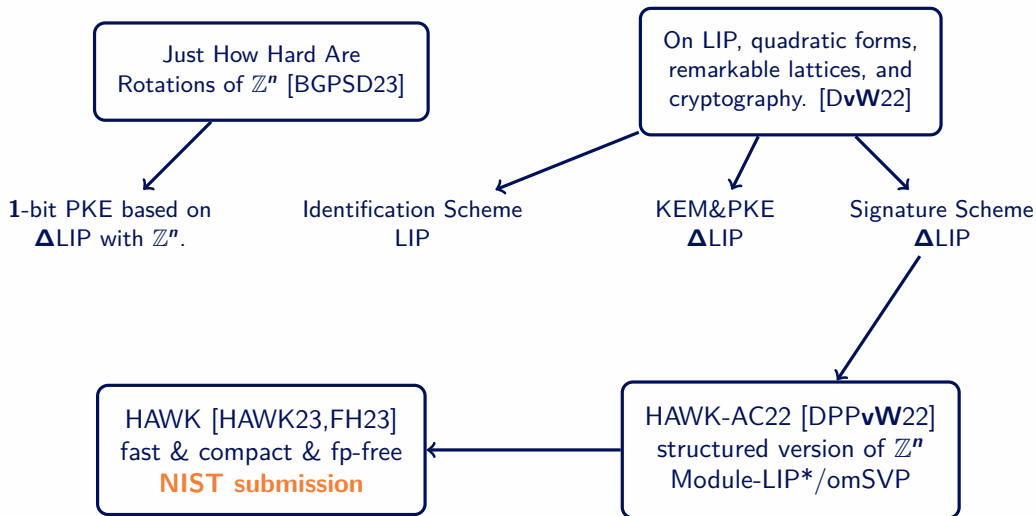 Just How Hard Are
Rotations of ℤⁿ [BGPSD23]
On LIP, quadratic forms,
remarkable lattices, and
cryptography. [DvW22]
1-bit PKE based on
ΔLIP with ℤⁿ.
Identification Scheme
LIP
KEM&PKE
ΔLIP
Signature Scheme
ΔLIP
HAWK [HAWK23,FH23]
fast & compact & fp-free
NIST submission
HAWK-AC22 [DPPvW22]
structured version of ℤⁿ
Module-LIP*/omSVP